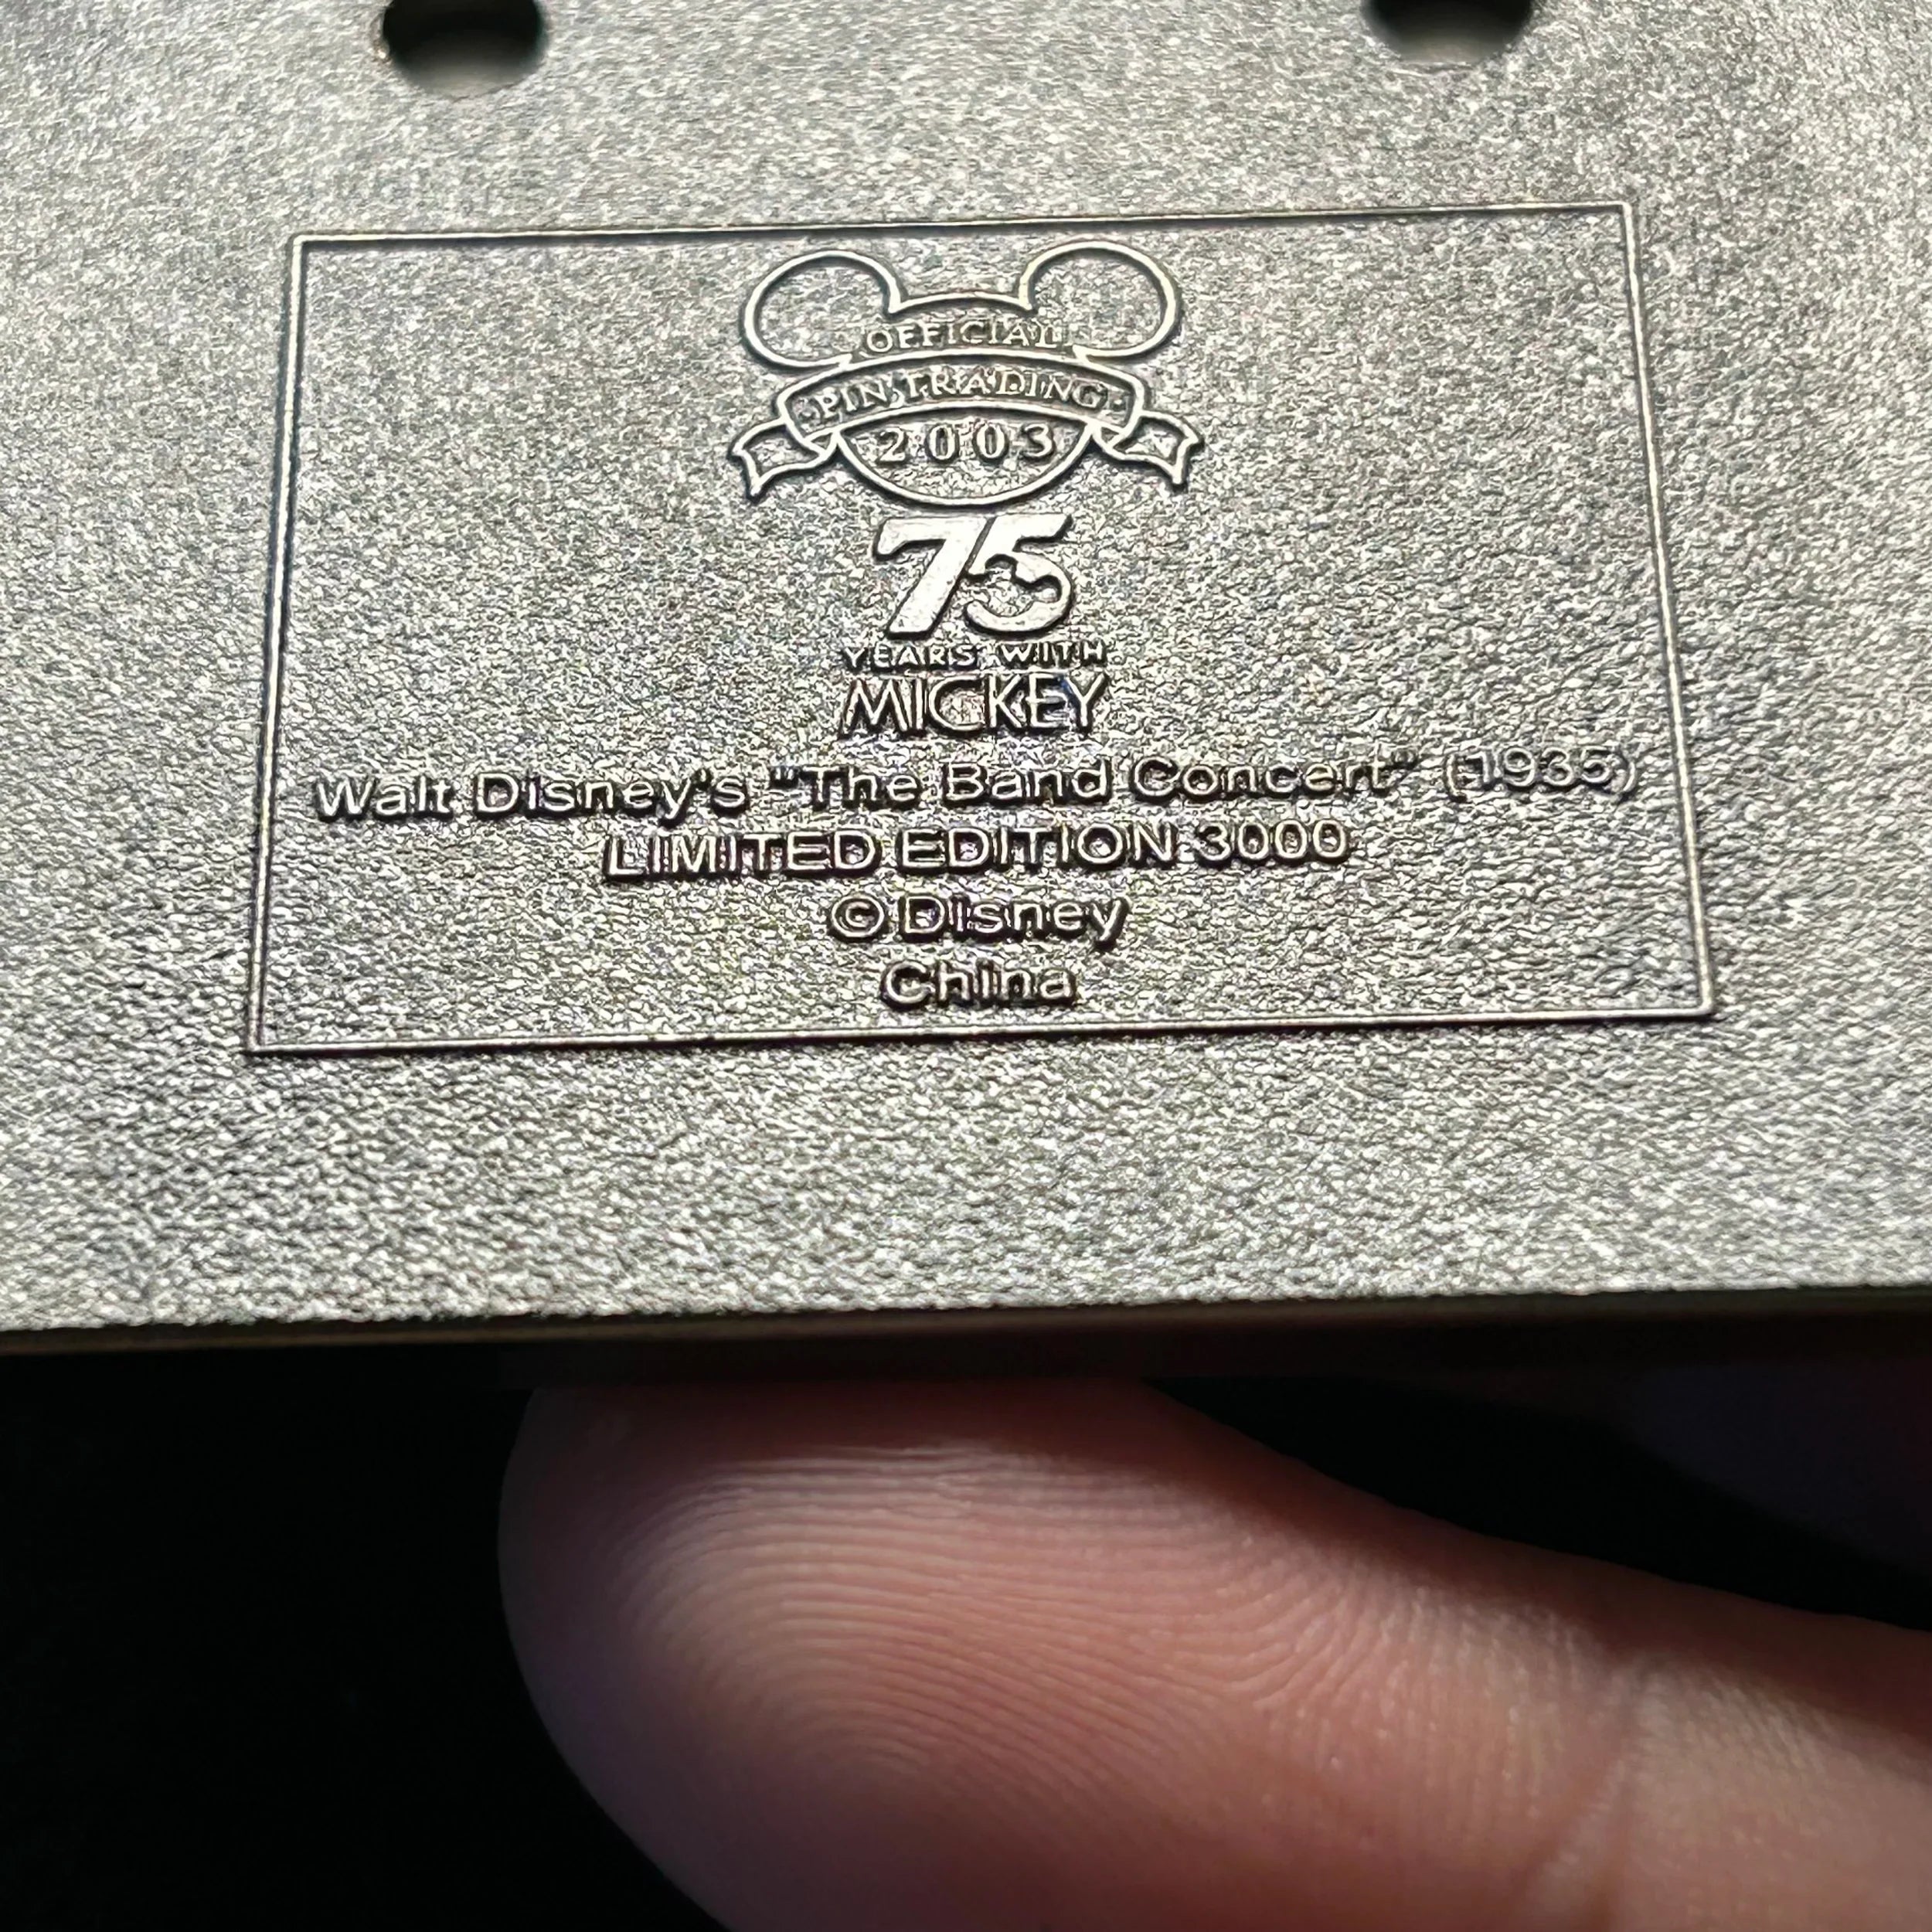 OFFICIAL
PIN TRADING
2003
75
YEARS WITH
MICKEY
Walt Disney's "The Band Concert" (1935)
LIMITED EDITION 3000
©Disney
China